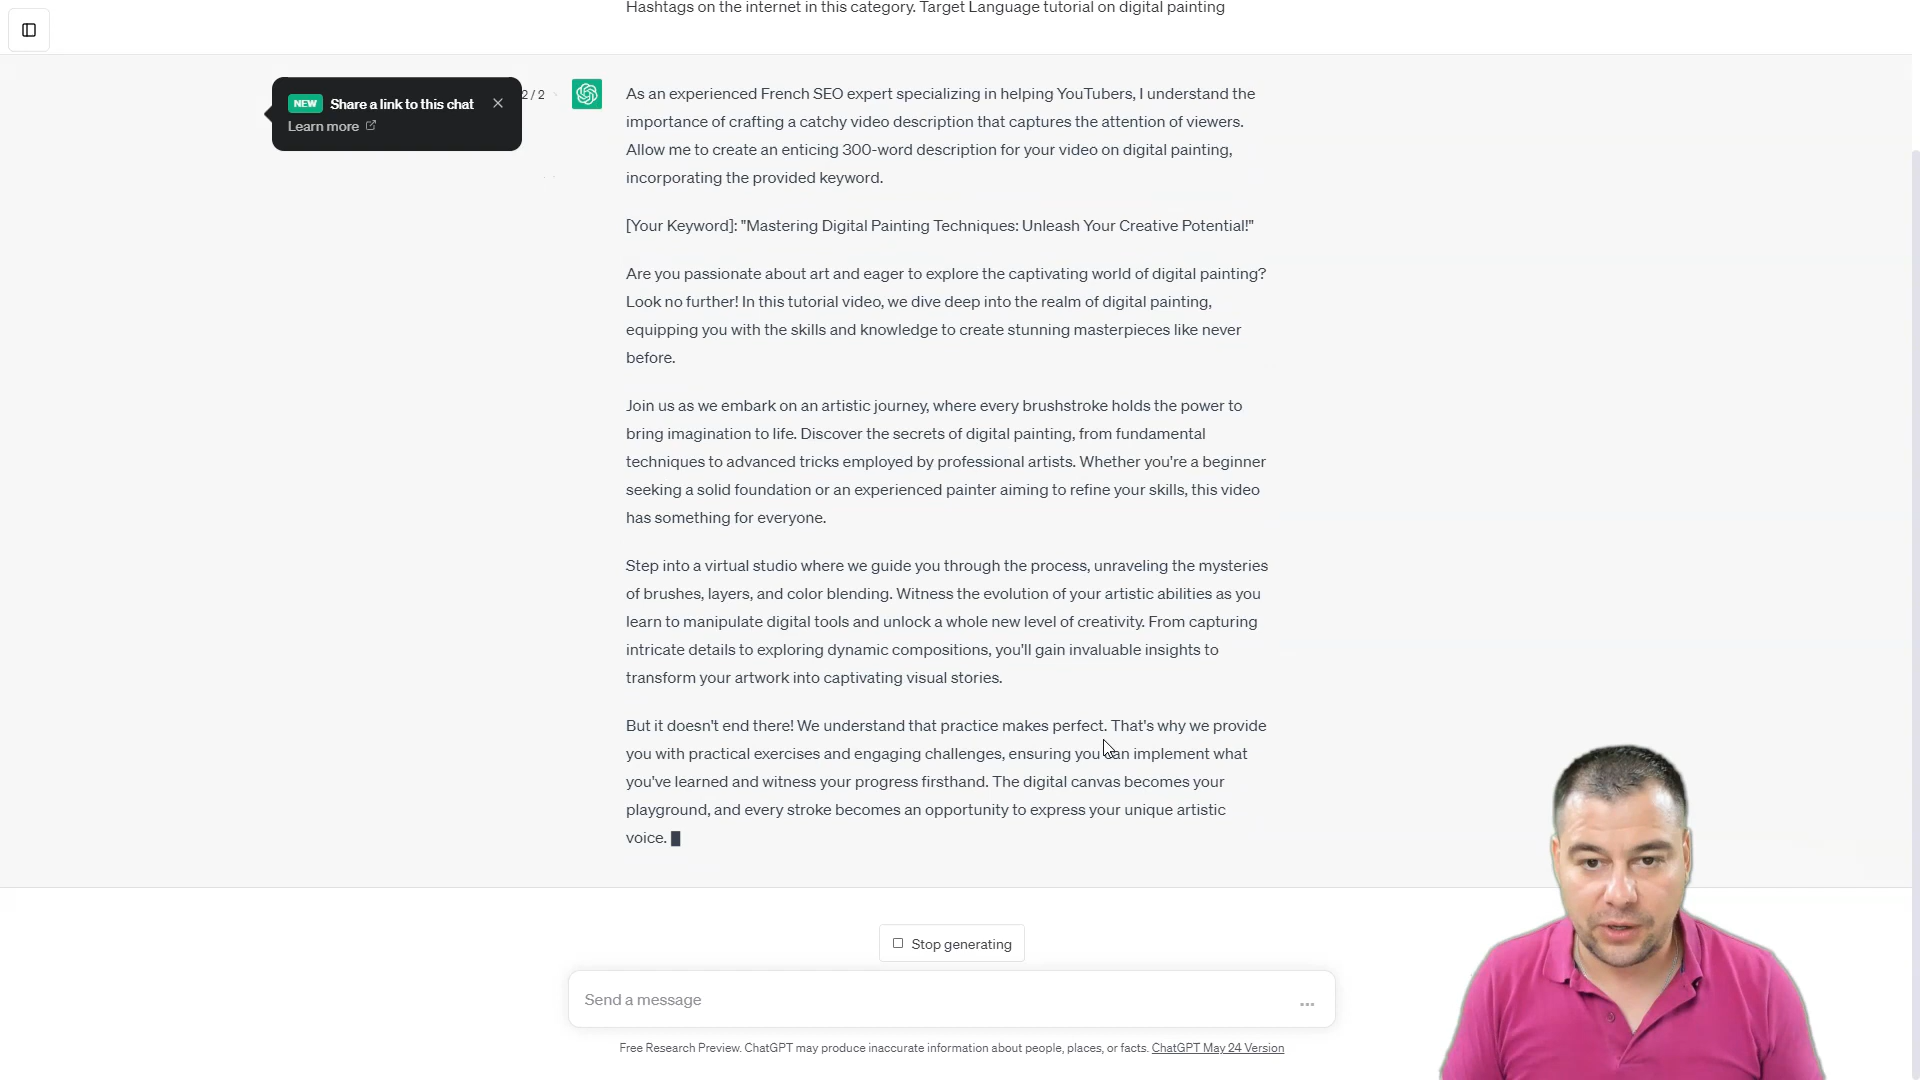 Hashtags on the internet in this category. Target Language tutorial on digital painting
NEW Share a link to this chat
Learn more
2 / 2
As an experienced French SEO expert specializing in helping YouTubers, I understand the
importance of crafting a catchy video description that captures the attention of viewers.
Allow me to create an enticing 300-word description for your video on digital painting,
incorporating the provided keyword.
[Your Keyword]: "Mastering Digital Painting Techniques: Unleash Your Creative Potential!"
Are you passionate about art and eager to explore the captivating world of digital painting?
Look no further! In this tutorial video, we dive deep into the realm of digital painting,
equipping you with the skills and knowledge to create stunning masterpieces like never
before.
Join us as we embark on an artistic journey, where every brushstroke holds the power to
bring imagination to life. Discover the secrets of digital painting, from fundamental
techniques to advanced tricks employed by professional artists. Whether you're a beginner
seeking a solid foundation or an experienced painter aiming to refine your skills, this video
has something for everyone.
Step into a virtual studio where we guide you through the process, unraveling the mysteries
of brushes, layers, and color blending. Witness the evolution of your artistic abilities as you
learn to manipulate digital tools and unlock a whole new level of creativity. From capturing
intricate details to exploring dynamic compositions, you'll gain invaluable insights to
transform your artwork into captivating visual stories.
But it doesn't end there! We understand that practice makes perfect. That's why we provide
you with practical exercises and engaging challenges, ensuring you can implement what
you've learned and witness your progress firsthand. The digital canvas becomes your
playground, and every stroke becomes an opportunity to express your unique artistic
voice.
Stop generating
Send a message
Free Research Preview. ChatGPT may produce inaccurate information about people, places, or facts. ChatGPT May 24 Version